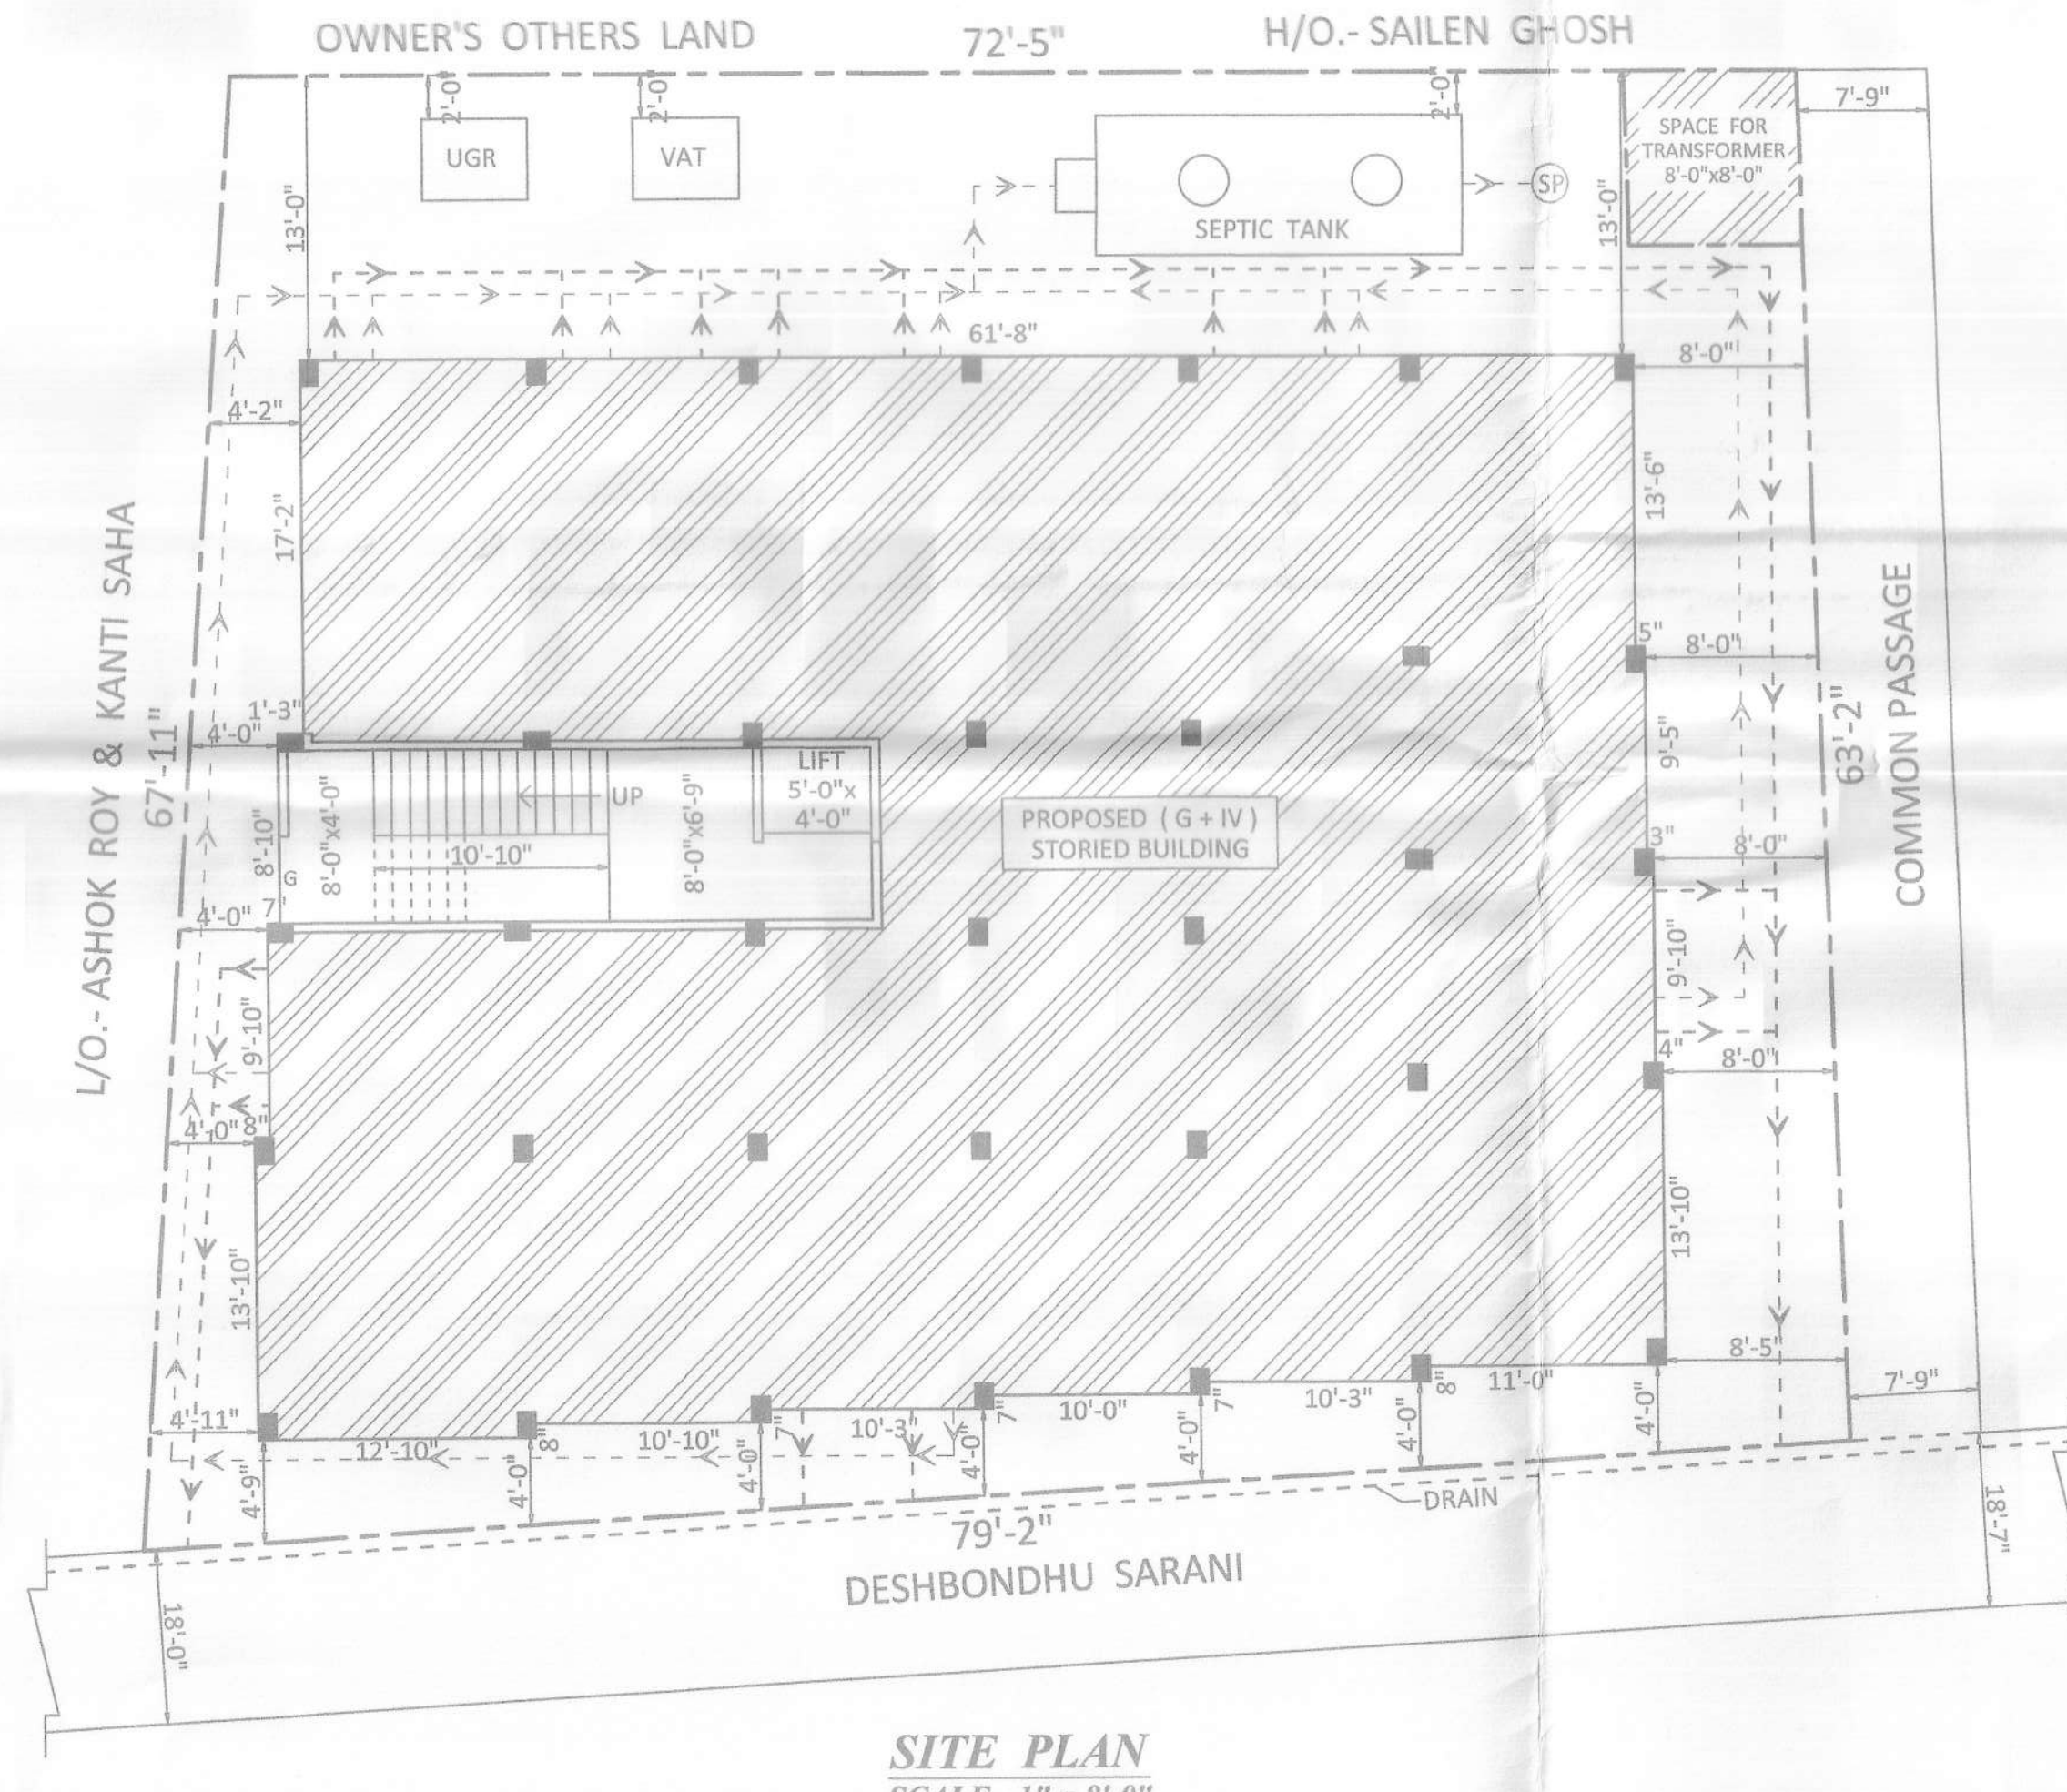 OWNER'S OTHERS LAND
72'-5"
H/O.- SAILEN GHOSH
2'-0
2'-0
2'-0
7'-9"
UGR
VAT
SPACE FOR
TRANSFORMER
8'-0"x8'-0"
SP
SEPTIC TANK
13'-0"
13'-0"
61'-8"
8'-0"
4'-2"
17'-2"
13'-6"
L/O.- ASHOK ROY & KANTI SAHA
67'-11"
COMMON PASSAGE
63'-2"
5"
8'-0"
1'-3"
4'-0"
9'-5"
LIFT
5'-0"x
4'-0"
UP
8'-0"x4'-0"
8'-0"x6'-9"
10'-10"
PROPOSED ( G + IV )
STORIED BUILDING
3"
8'-0"
8'-10"
G
7'
4'-0"
9'-10"
9'-10"
4"
8'-0"
4'-0"
8"
13'-10"
13'-10"
8'-5"
7'-9"
4'-11"
12'-10"
8"
10'-10"
7"
10'-3"
7"
10'-0"
7"
10'-3"
8"
11'-0"
4'-9"
4'-0"
4'-0"
4'-0"
4'-0"
4'-0"
4'-0"
DRAIN
79'-2"
DESHBONDHU SARANI
18'-0"
18'-7"
SITE PLAN
SCALE - 1" = 8'-0"